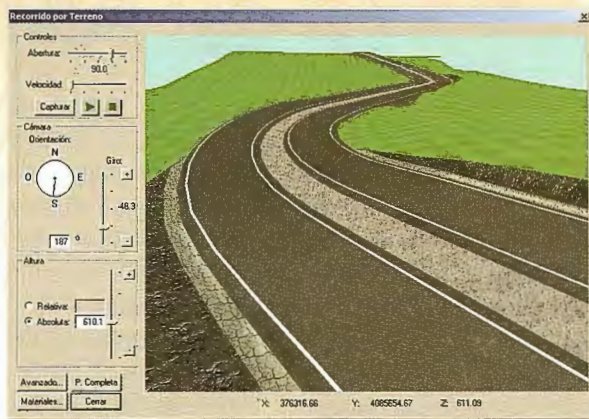 Recorrido por Terreno
Controles
Abertura:
90.0
Velocidad
Capturar
Cámara
Orientación:
N
O E
S
Giro:
-48.3
187 º
Altura
Relativa:
Absoluta: 610.1
Avanzado... P. Completa
Materiales... Cerrar
X: 376316.66 Y: 4085654.67 Z: 611.09